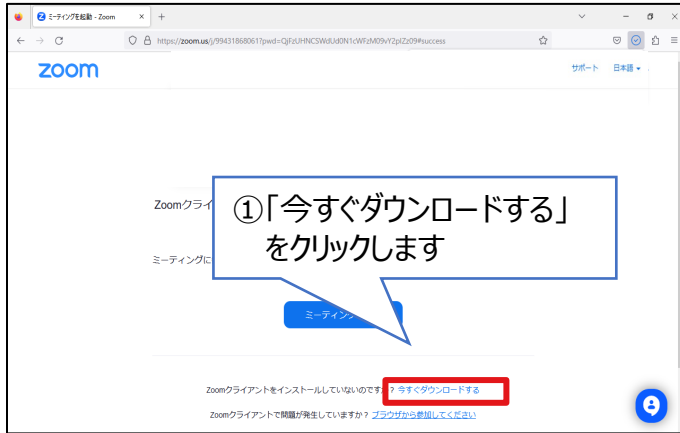 ミーティングを起動 - Zoom
https://zoom.us/j/99431868061?pwd=QjFzUHNCSWdUd0N1cWFzM09vY2plZz09#success
zoom
サポート 日本語
Zoomクライ
ミーティングに
①「今すぐダウンロードする」
をクリックします
ミーティング
Zoomクライアントをインストールしていないのですか？今すぐダウンロードする
Zoomクライアントで問題が発生していますか？ ブラウザから参加してください